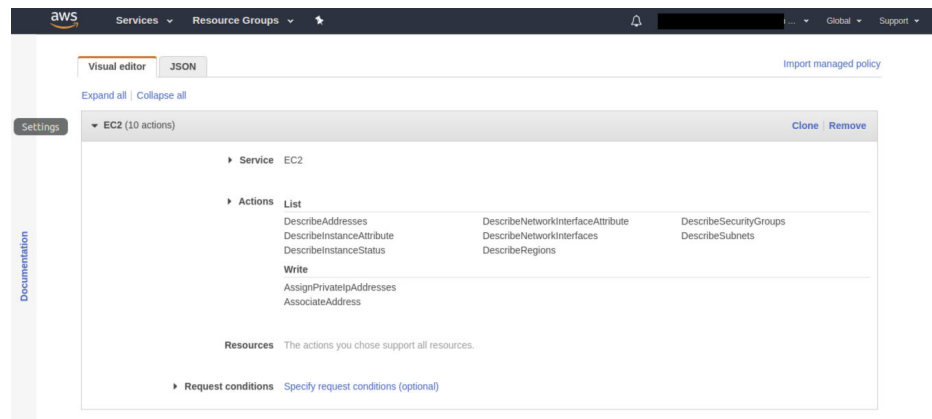 aws Services Resource Groups ... Global Support
Visual editor JSON Import managed policy
Expand all | Collapse all
Settings
EC2 (10 actions) Clone | Remove
Service EC2
Actions List
DescribeAddresses DescribeNetworkInterfaceAttribute DescribeSecurityGroups
DescribeInstanceAttribute DescribeNetworkInterfaces DescribeSubnets
DescribeInstanceStatus DescribeRegions
Write
AssignPrivateIpAddresses
AssociateAddress
Documentation
Resources The actions you chose support all resources.
Request conditions Specify request conditions (optional)